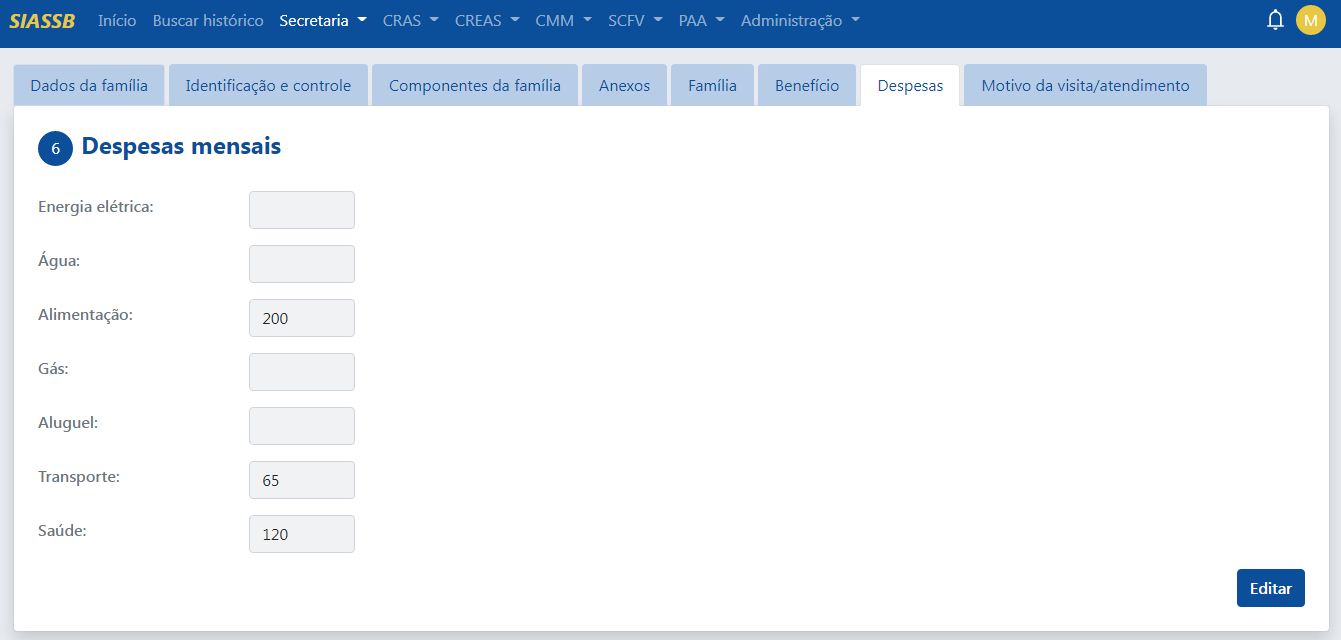 SIASSB Início Buscar histórico Secretaria CRAS CREAS CMM SCFV PAA Administração M
Dados da família Identificação e controle Componentes da família Anexos Família Benefício Despesas Motivo da visita/atendimento
6 Despesas mensais
Energia elétrica:
Água:
Alimentação: 200
Gás:
Aluguel:
Transporte: 65
Saúde: 120
Editar